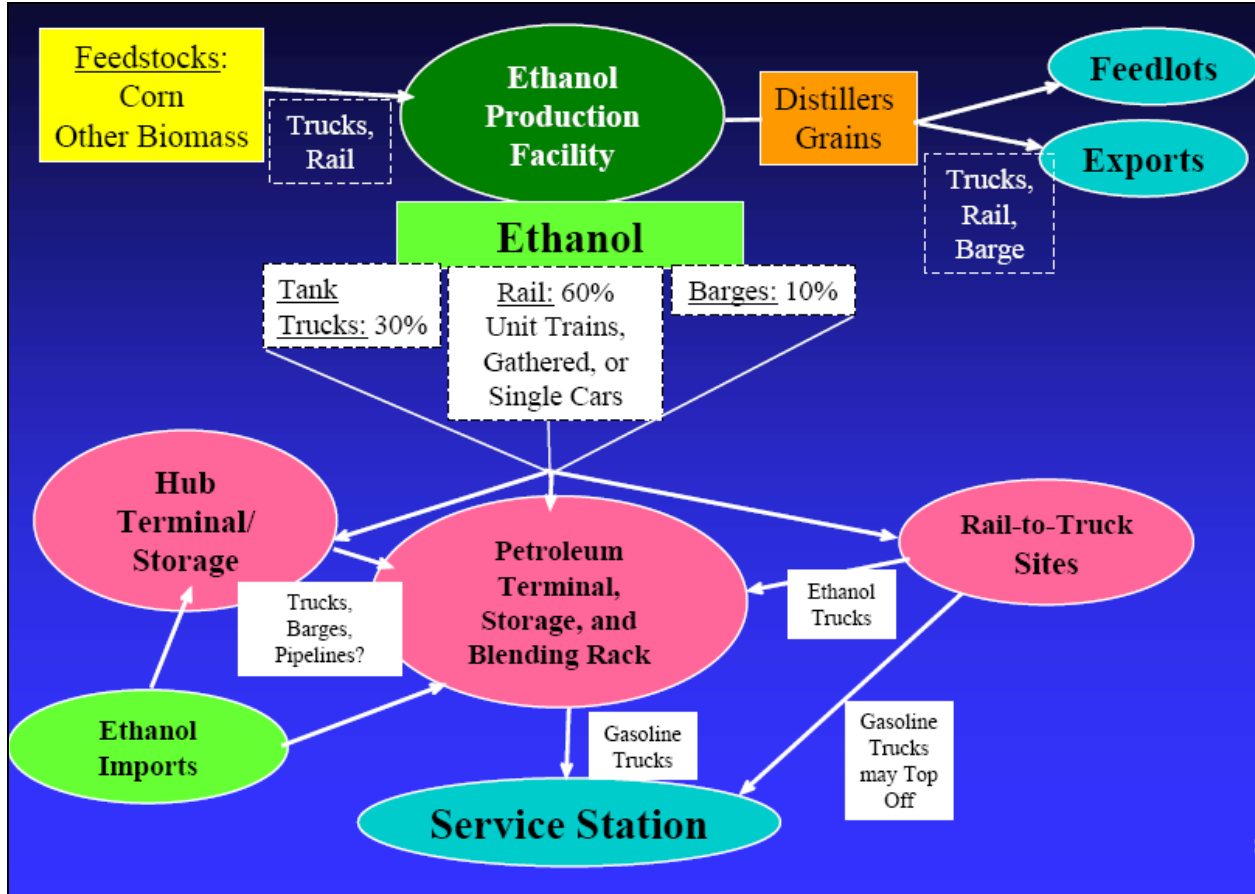 Feedstocks:
Corn
Other Biomass
Trucks,
Rail
Ethanol
Production
Facility
Distillers
Grains
Feedlots
Exports
Trucks,
Rail,
Barge
Ethanol
Tank
Trucks: 30%
Rail: 60%
Unit Trains,
Gathered, or
Single Cars
Barges: 10%
Hub
Terminal/
Storage
Petroleum
Terminal,
Storage, and
Blending Rack
Rail-to-Truck
Sites
Trucks,
Barges,
Pipelines?
Ethanol
Trucks
Ethanol
Imports
Gasoline
Trucks
Gasoline
Trucks
may Top
Off
Service Station